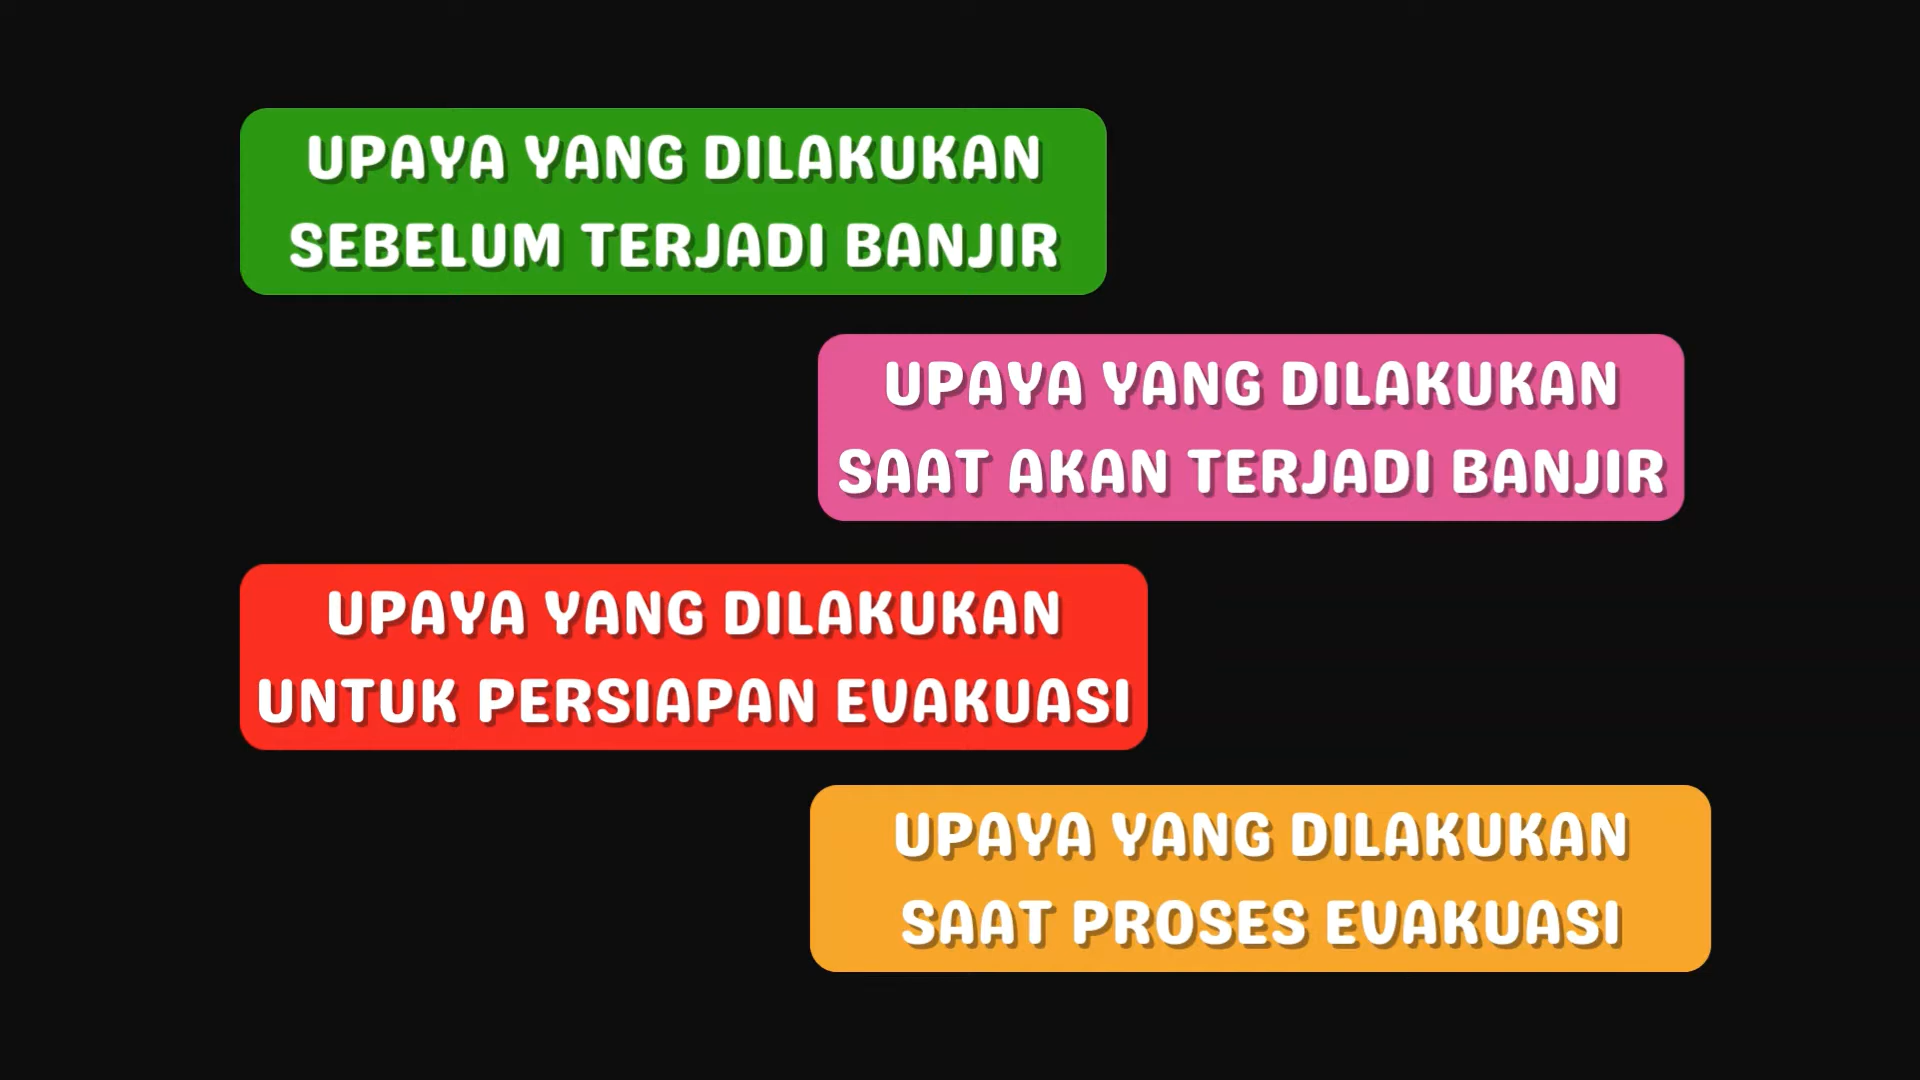 UPAYA YANG DILAKUKAN
SEBELUM TERJADI BANJIR
UPAYA YANG DILAKUKAN
SAAT AKAN TERJADI BANJIR
UPAYA YANG DILAKUKAN
UNTUK PERSIAPAN EVAKUASI
UPAYA YANG DILAKUKAN
SAAT PROSES EVAKUASI